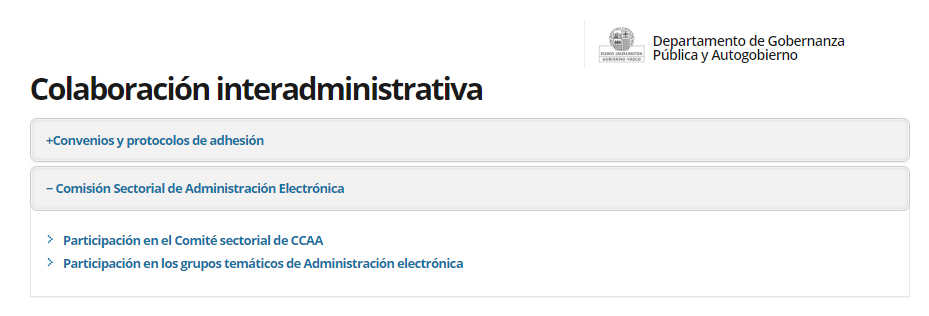 EUSKO JAURLARITZA
GOBIERNO VASCO
Departamento de Gobernanza
Pública y Autogobierno
Colaboración interadministrativa
+Convenios y protocolos de adhesión
– Comisión Sectorial de Administración Electrónica
Participación en el Comité sectorial de CCAA
Participación en los grupos temáticos de Administración electrónica